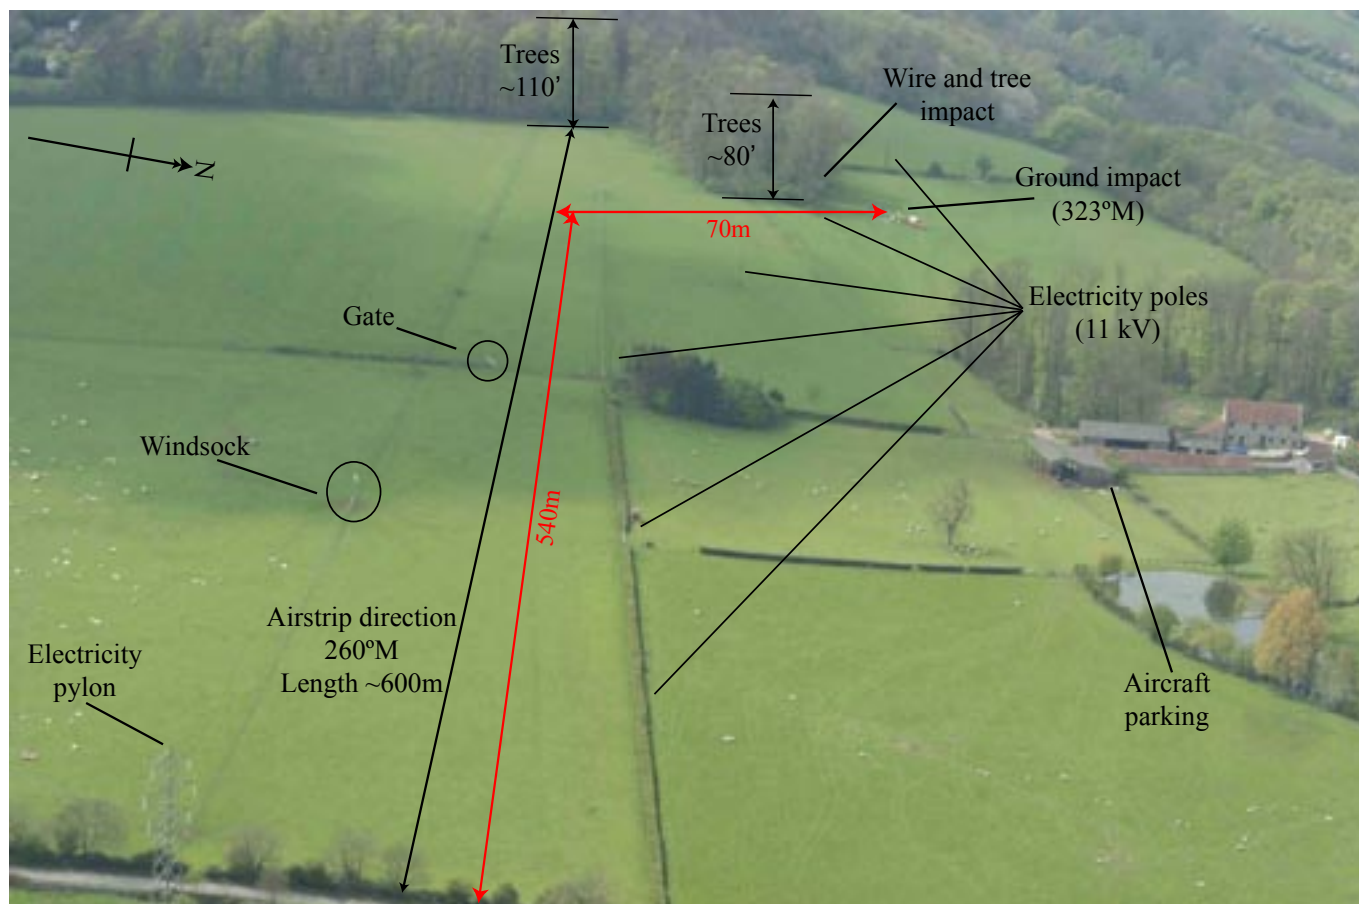 Trees
~110’
Wire and tree
impact
Trees
~80’
N
Ground impact
(323ºM)
70m
Electricity poles
(11 kV)
Gate
Windsock
540m
Airstrip direction
260ºM
Length ~600m
Electricity
pylon
Aircraft
parking